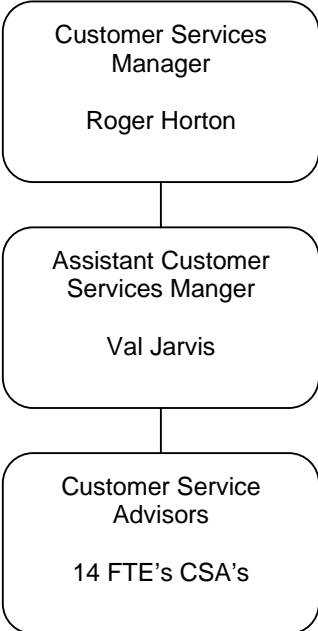 Customer Services
Manager
Roger Horton
Assistant Customer
Services Manger
Val Jarvis
Customer Service
Advisors
14 FTE's CSA's